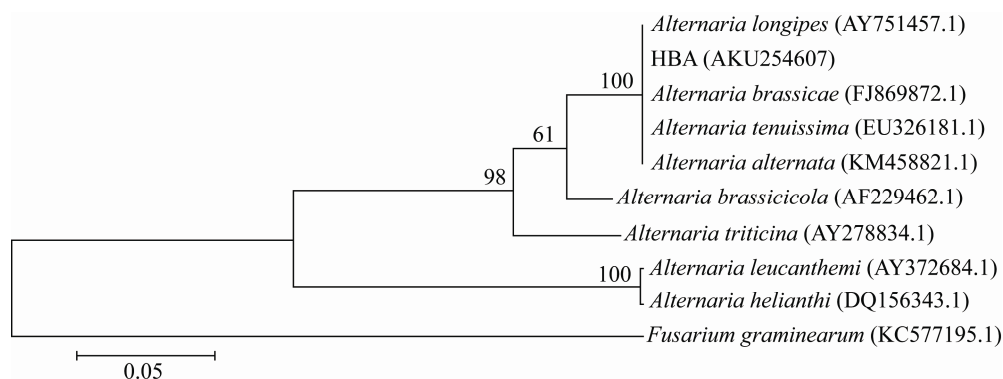 Alternaria longipes (AY751457.1)
HBA (AKU254607)
100
Alternaria brassicae (FJ869872.1)
Alternaria tenuissima (EU326181.1)
61
Alternaria alternata (KM458821.1)
98
Alternaria brassicicola (AF229462.1)
Alternaria triticina (AY278834.1)
100
Alternaria leucanthemi (AY372684.1)
Alternaria helianthi (DQ156343.1)
Fusarium graminearum (KC577195.1)
0.05